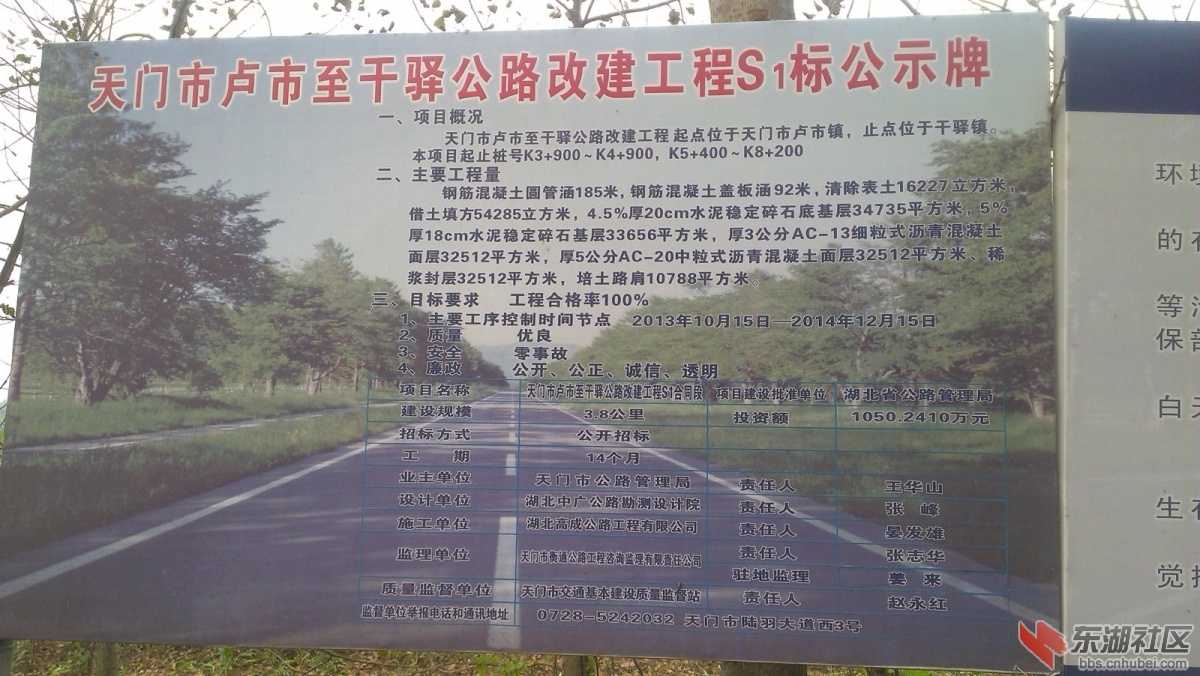 天门市卢市至干驿公路改建工程S1标公示牌
一、项目概况
天门市卢市至干驿公路改建工程 起点位于天门市卢市镇，止点位于干驿镇。
本项目起止桩号K3+900～K4+900，K5+400～K8+200
二、主要工程量
钢筋混凝土圆管涵185米，钢筋混凝土盖板涵92米，清除表土16227立方米，
借土填方54285立方米，4.5%厚20cm水泥稳定碎石底基层34735平方米，5%
厚18cm水泥稳定碎石基层33656平方米，厚3公分AC-13细粒式沥青混凝土
面层32512平方米，厚5公分AC-20中粒式沥青混凝土面层32512平方米、稀
浆封层32512平方米，培土路肩10788平方米。
三、目标要求 工程合格率100%
1、主要工序控制时间节点 2013年10月15日—2014年12月15日
2、质量 优良
3、安全 零事故
4、廉政 公开、公正、诚信、透明
项目名称 天门市卢市至干驿公路改建工程S1合同段 项目建设批准单位 湖北省公路管理局
建设规模 3.8公里 投资额 1050.2410万元
招标方式 公开招标
工期 14个月
业主单位 天门市公路管理局 责任人 王华山
设计单位 湖北中广公路勘测设计院 责任人 张峰
施工单位 湖北高成公路工程有限公司 责任人 晏发雄
监理单位 天门市衡通公路工程咨询监理有限责任公司 责任人 张志华
驻地监理 姜来
质量监督单位 天门市交通基本建设质量监督站 责任人 赵永红
监督单位举报电话和通讯地址 0728-5242032 天门市陆羽大道西3号
环境
的
等
保部
白
生
觉
东湖社区
bbs.cnhubei.com